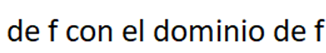 de f con el dominio de f